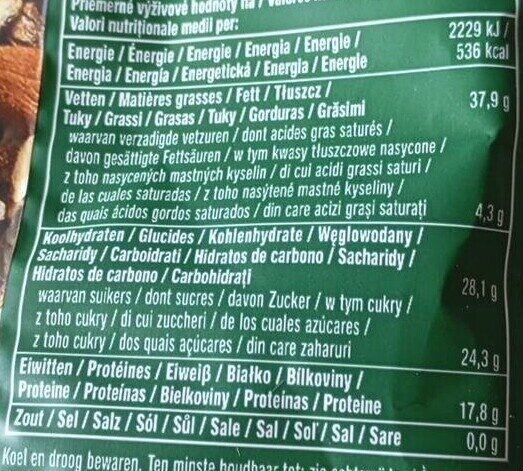 Priemerné výživové hodnoty na /
Valori nutriționale medii per:
Energie / Énergie / Energie / Energia / Energie /
Energia / Energía / Energetická / Energia / Energie
2229 kJ /
536 kcal
Vetten / Matières grasses / Fett / Tłuszcz /
Tuky / Grassi / Grasas / Tuky / Gorduras / Grăsimi
37,9 g
waarvan verzadigde vetzuren / dont acides gras saturés /
davon gesättigte Fettsäuren / w tym kwasy tłuszczowe nasycone /
z toho nasycených mastných kyselin / di cui acidi grassi saturi /
de las cuales saturadas / z toho nasýtené mastné kyseliny /
das quais ácidos gordos saturados / din care acizi grași saturați
4,3 g
Koolhydraten / Glucides / Kohlenhydrate / Węglowodany /
Sacharidy / Carboidrati / Hidratos de carbono / Sacharidy /
Hidratos de carbono / Carbohidrați
28,1 g
waarvan suikers / dont sucres / davon Zucker / w tym cukry /
z toho cukry / di cui zuccheri / de los cuales azúcares /
z toho cukry / dos quais açúcares / din care zaharuri
24,3 g
Eiwitten / Protéines / Eiweiß / Białko / Bílkoviny /
Proteine / Proteínas / Bielkoviny / Proteínas / Proteine
17,8 g
Zout / Sel / Salz / Sól / Sůl / Sale / Sal / Soľ / Sal / Sare
0,0 g
Koel en droog bewaren. Ten minste houdbaar tot: